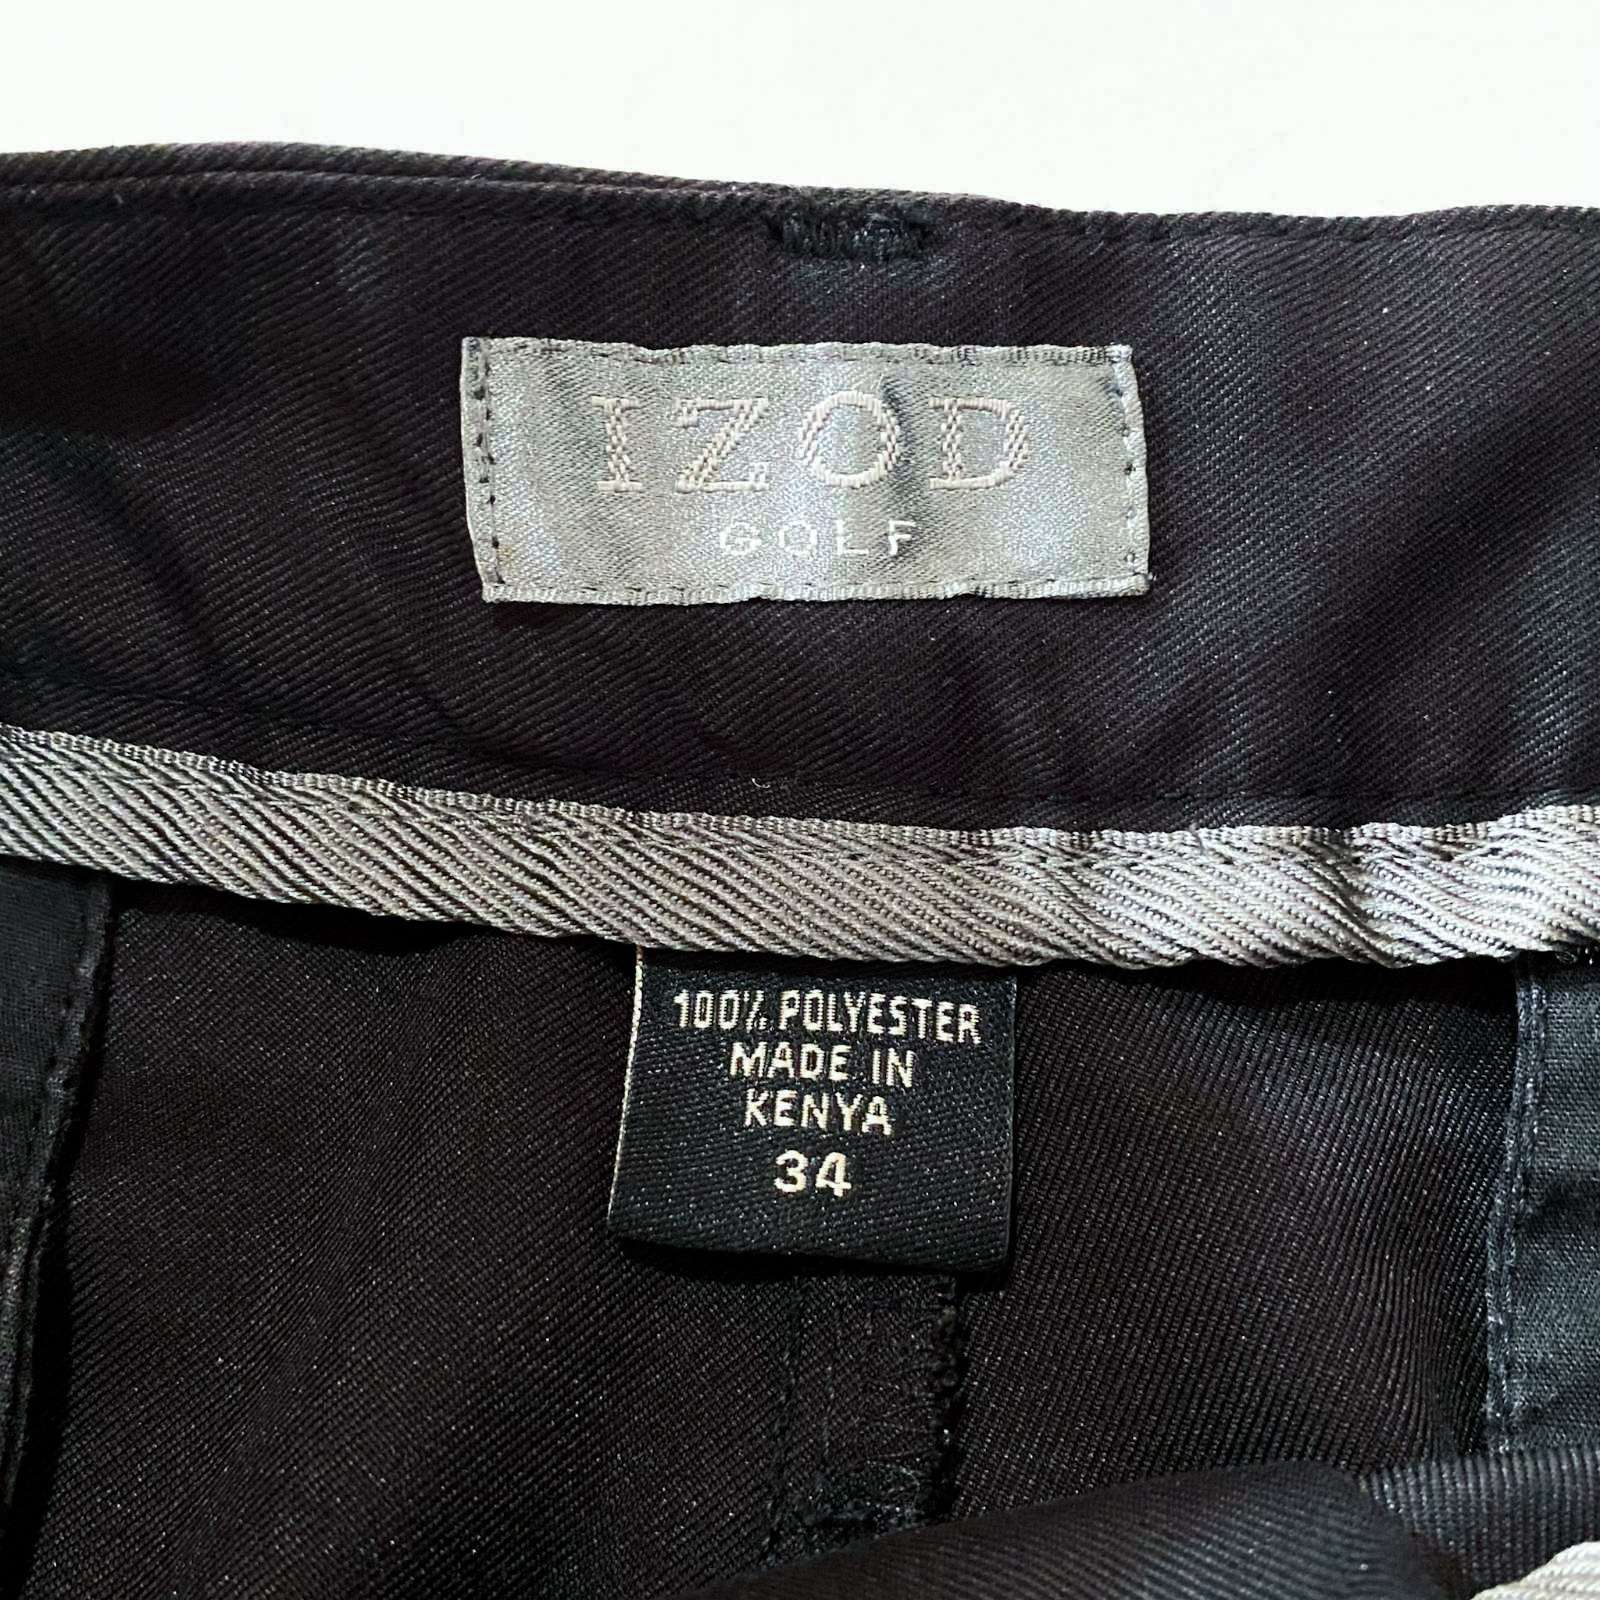 IZOD
GOLF
100% POLYESTER
MADE IN
KENYA
34